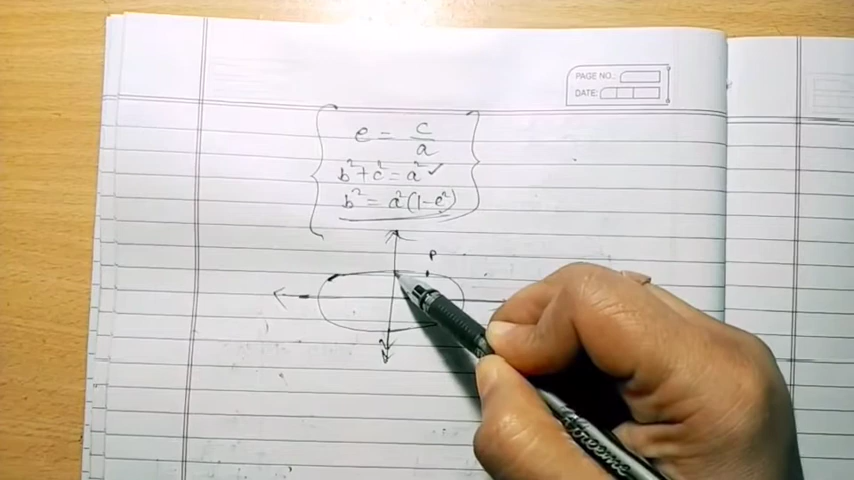 PAGE NO.:
DATE:
e = c/a
b²+c² = a² ✓
b² = a²(1-e²)
P